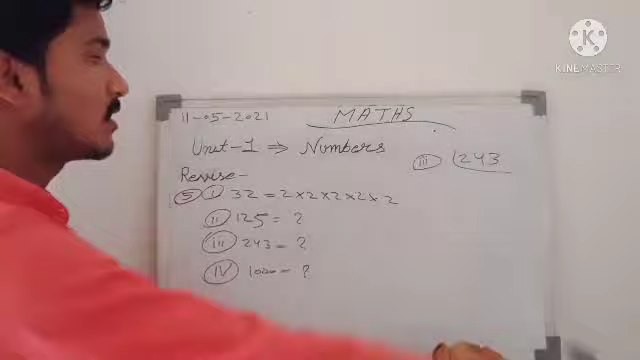 11-05-2021 MATHS
Unit-1 ⇒ Numbers
Revise-
5 i 32 = 2×2×2×2×2
ii 125 = ?
iii 243 = ?
iv 1000 = ?
iii 243
K
KINEMASTER